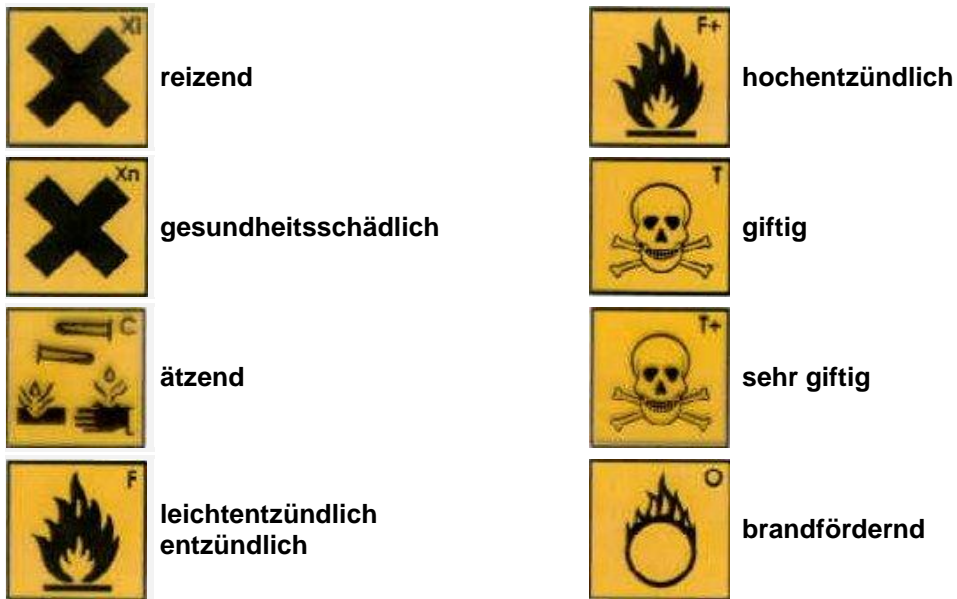 Xi
reizend
F+
hochentzündlich
Xn
gesundheitsschädlich
T
giftig
C
ätzend
T+
sehr giftig
F
leichtentzündlich
entzündlich
O
brandfördernd